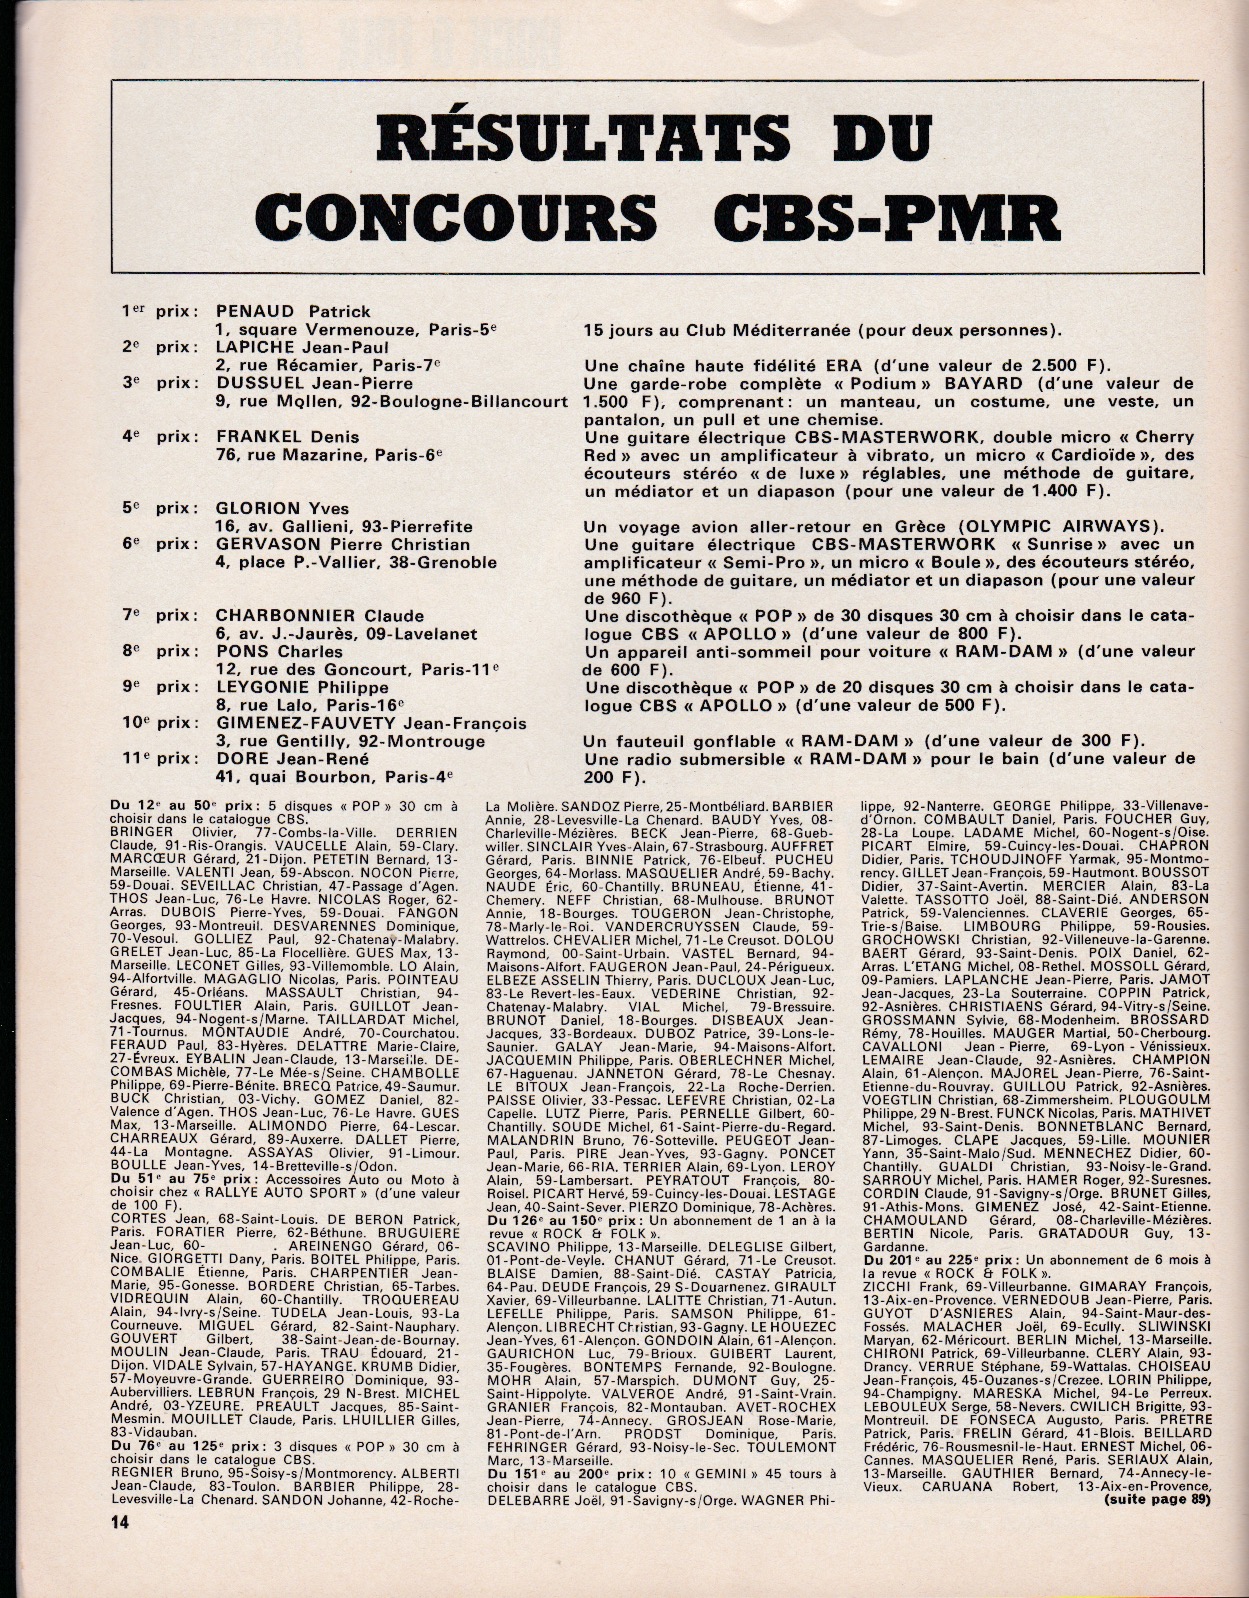 RÉSULTATS DU
CONCOURS CBS-PMR
1er prix : PENAUD Patrick
1, square Vermenouze, Paris-5e 15 jours au Club Méditerranée (pour deux personnes).
2e prix : LAPICHE Jean-Paul
2, rue Récamier, Paris-7e Une chaîne haute fidélité ERA (d'une valeur de 2.500 F).
3e prix : DUSSUEL Jean-Pierre Une garde-robe complète « Podium » BAYARD (d'une valeur de
9, rue Mollen, 92-Boulogne-Billancourt 1.500 F), comprenant : un manteau, un costume, une veste, un
pantalon, un pull et une chemise.
4e prix : FRANKEL Denis Une guitare électrique CBS-MASTERWORK, double micro « Cherry
76, rue Mazarine, Paris-6e Red » avec un amplificateur à vibrato, un micro « Cardioïde », des
écouteurs stéréo « de luxe » réglables, une méthode de guitare,
un médiator et un diapason (pour une valeur de 1.400 F).
5e prix : GLORION Yves
16, av. Gallieni, 93-Pierrefite Un voyage avion aller-retour en Grèce (OLYMPIC AIRWAYS).
6e prix : GERVASON Pierre Christian Une guitare électrique CBS-MASTERWORK « Sunrise » avec un
4, place P.-Vallier, 38-Grenoble amplificateur « Semi-Pro », un micro « Boule », des écouteurs stéréo,
une méthode de guitare, un médiator et un diapason (pour une valeur
de 960 F).
7e prix : CHARBONNIER Claude Une discothèque « POP » de 30 disques 30 cm à choisir dans le cata-
6, av. J.-Jaurès, 09-Lavelanet logue CBS « APOLLO » (d'une valeur de 800 F).
8e prix : PONS Charles Un appareil anti-sommeil pour voiture « RAM-DAM » (d'une valeur
12, rue des Goncourt, Paris-11e de 600 F).
9e prix : LEYGONIE Philippe Une discothèque « POP » de 20 disques 30 cm à choisir dans le cata-
8, rue Lalo, Paris-16e logue CBS « APOLLO » (d'une valeur de 500 F).
10e prix : GIMENEZ-FAUVETY Jean-François
3, rue Gentilly, 92-Montrouge Un fauteuil gonflable « RAM-DAM » (d'une valeur de 300 F).
11e prix : DORE Jean-René Une radio submersible « RAM-DAM » pour le bain (d'une valeur de
41, quai Bourbon, Paris-4e 200 F).
Du 12e au 50e prix : 5 disques « POP » 30 cm à
choisir dans le catalogue CBS.
BRINGER Olivier, 77-Combs-la-Ville. DERRIEN
Claude, 91-Ris-Orangis. VAUCELLE Alain, 59-Clary.
MARCŒUR Gérard, 21-Dijon. PETETIN Bernard, 13-
Marseille. VALENTI Jean, 59-Abscon. NOCON Pierre,
59-Douai. SEVEILLAC Christian, 47-Passage d'Agen.
THOS Jean-Luc, 76-Le Havre. NICOLAS Roger, 62-
Arras. DUBOIS Pierre-Yves, 59-Douai. FANGON
Georges, 93-Montreuil. DESVARENNES Dominique,
70-Vesoul. GOLLIEZ Paul, 92-Chatenay-Malabry.
GRELET Jean-Luc, 85-La Flocellière. GUES Max, 13-
Marseille. LECONET Gilles, 93-Villemomble. LO Alain,
94-Alfortville. MAGAGLIO Nicolas, Paris. POINTEAU
Gérard, 45-Orléans. MASSAULT Christian, 94-
Fresnes. FOULTIER Alain, Paris. GUILLOT Jean-
Jacques, 94-Nogent-s/Marne. TAILLARDAT Michel,
71-Tournus. MONTAUDIE André, 70-Courchatou.
FERAUD Paul, 83-Hyères. DELATTRE Marie-Claire,
27-Évreux. EYBALIN Jean-Claude, 13-Marseille. DE-
COMBAS Michèle, 77-Le Mée-s/Seine. CHAMBOLLE
Philippe, 69-Pierre-Bénite. BRECQ Patrice, 49-Saumur.
BUCK Christian, 03-Vichy. GOMEZ Daniel, 82-
Valence d'Agen. THOS Jean-Luc, 76-Le Havre. GUES
Max, 13-Marseille. ALIMONDO Pierre, 64-Lescar.
CHARREAUX Gérard, 89-Auxerre. DALLET Pierre,
44-La Montagne. ASSAYAS Olivier, 91-Limour.
BOULLE Jean-Yves, 14-Bretteville-s/Odon.
Du 51e au 75e prix : Accessoires Auto ou Moto à
choisir chez « RALLYE AUTO SPORT » (d'une valeur
de 100 F).
CORTES Jean, 68-Saint-Louis. DE BERON Patrick,
Paris. FORATIER Pierre, 62-Béthune. BRUGUIERE
Jean-Luc, 60- . AREINENGO Gérard, 06-
Nice. GIORGETTI Dany, Paris. BOITEL Philippe, Paris.
COMBALIE Étienne, Paris. CHARPENTIER Jean-
Marie, 95-Gonesse. BORDERE Christian, 65-Tarbes.
VIDREQUIN Alain, 60-Chantilly. TROQUEREAU
Alain, 94-Ivry-s/Seine. TUDELA Jean-Louis, 93-La
Courneuve. MIGUEL Gérard, 82-Saint-Nauphary.
GOUVERT Gilbert, 38-Saint-Jean-de-Bournay.
MOULIN Jean-Claude, Paris. TRAU Édouard, 21-
Dijon. VIDALE Sylvain, 57-HAYANGE. KRUMB Didier,
57-Moyeuvre-Grande. GUERREIRO Dominique, 93-
Aubervilliers. LEBRUN François, 29 N-Brest. MICHEL
André, 03-YZEURE. PREAULT Jacques, 85-Saint-
Mesmin. MOUILLET Claude, Paris. LHUILLIER Gilles,
83-Vidauban.
Du 76e au 125e prix : 3 disques « POP » 30 cm à
choisir dans le catalogue CBS.
REGNIER Bruno, 95-Soisy-s/Montmorency. ALBERTI
Jean-Claude, 83-Toulon. BARBIER Philippe, 28-
Levesville-La Chenard. SANDON Johanne, 42-Roche-
La Molière. SANDOZ Pierre, 25-Montbéliard. BARBIER
Annie, 28-Levesville-La Chenard. BAUDY Yves, 08-
Charleville-Mézières. BECK Jean-Pierre, 68-Gueb-
willer. SINCLAIR Yves-Alain, 67-Strasbourg. AUFFRET
Gérard, Paris. BINNIE Patrick, 76-Elbeuf. PUCHEU
Georges, 64-Morlass. MASQUELIER André, 59-Bachy.
NAUDE Éric, 60-Chantilly. BRUNEAU, Étienne, 41-
Chemery. NEFF Christian, 68-Mulhouse. BRUNOT
Annie, 18-Bourges. TOUGERON Jean-Christophe,
78-Marly-le-Roi. VANDERCRUYSSEN Claude, 59-
Wattrelos. CHEVALIER Michel, 71-Le Creusot. DOLOU
Raymond, 00-Saint-Urbain. VASTEL Bernard, 94-
Maisons-Alfort. FAUGERON Jean-Paul, 24-Périgueux.
ELBEZE ASSELIN Thierry, Paris. DUCLOUX Jean-Luc,
83-Le Revert-les-Eaux. VEDERINE Christian, 92-
Chatenay-Malabry. VIAL Michel, 79-Bressuire.
BRUNOT Daniel, 18-Bourges. DISBEAUX Jean-
Jacques, 33-Bordeaux. DUBOZ Patrice, 39-Lons-le-
Saunier. GALAY Jean-Marie, 94-Maisons-Alfort.
JACQUEMIN Philippe, Paris. OBERLECHNER Michel,
67-Haguenau. JANNETON Gérard, 78-Le Chesnay.
LE BITOUX Jean-François, 22-La Roche-Derrien.
PAISSE Olivier, 33-Pessac. LEFEVRE Christian, 02-La
Capelle. LUTZ Pierre, Paris. PERNELLE Gilbert, 60-
Chantilly. SOUDE Michel, 61-Saint-Pierre-du-Regard.
MALANDRIN Bruno, 76-Sotteville. PEUGEOT Jean-
Paul, Paris. PIRE Jean-Yves, 93-Gagny. PONCET
Jean-Marie, 66-RIA. TERRIER Alain, 69-Lyon. LEROY
Alain, 59-Lambersart. PEYRATOUT François, 80-
Roisel. PICART Hervé, 59-Cuincy-les-Douai. LESTAGE
Jean, 40-Saint-Sever. PIERZO Dominique, 78-Achères.
Du 126e au 150e prix : Un abonnement de 1 an à la
revue « ROCK & FOLK ».
SCAVINO Philippe, 13-Marseille. DELEGLISE Gilbert,
01-Pont-de-Veyle. CHANUT Gérard, 71-Le Creusot.
BLAISE Damien, 88-Saint-Dié. CASTAY Patricia,
64-Pau. DEUDE François, 29 S-Douarnenez. GIRAULT
Xavier, 69-Villeurbanne. LALITTE Christian, 71-Autun.
LEFELLE Philippe, Paris. SAMSON Philippe, 61-
Alençon. LIBRECHT Christian, 93-Gagny. LE HOUEZEC
Jean-Yves, 61-Alençon. GONDOIN Alain, 61-Alençon.
GAURICHON Luc, 79-Brioux. GUIBERT Laurent,
35-Fougères. BONTEMPS Fernande, 92-Boulogne.
MOHR Alain, 57-Marspich. DUMONT Guy, 25-
Saint-Hippolyte. VALVEROE André, 91-Saint-Vrain.
GRANIER François, 82-Montauban. AVET-ROCHEX
Jean-Pierre, 74-Annecy. GROSJEAN Rose-Marie,
81-Pont-de-l'Arn. PRODST Dominique, Paris.
FEHRINGER Gérard, 93-Noisy-le-Sec. TOULEMONT
Marc, 13-Marseille.
Du 151e au 200e prix : 10 « GEMINI » 45 tours à
choisir dans le catalogue CBS.
DELEBARRE Joël, 91-Savigny-s/Orge. WAGNER Phi-
lippe, 92-Nanterre. GEORGE Philippe, 33-Villenave-
d'Ornon. COMBAULT Daniel, Paris. FOUCHER Guy,
28-La Loupe. LADAME Michel, 60-Nogent-s/Oise.
PICART Elmire, 59-Cuincy-les-Douai. CHAPRON
Didier, Paris. TCHOUDJINOFF Yarmak, 95-Montmo-
rency. GILLET Jean-François, 59-Hautmont. BOUSSOT
Didier, 37-Saint-Avertin. MERCIER Alain, 83-La
Valette. TASSOTTO Joël, 88-Saint-Dié. ANDERSON
Patrick, 59-Valenciennes. CLAVERIE Georges, 65-
Trie-s/Baise. LIMBOURG Philippe, 59-Rousies.
GROCHOWSKI Christian, 92-Villeneuve-la-Garenne.
BAERT Gérard, 93-Saint-Denis. POIX Daniel, 62-
Arras. L'ETANG Michel, 08-Rethel. MOSSOLL Gérard,
09-Pamiers. LAPLANCHE Jean-Pierre, Paris. JAMOT
Jean-Jacques, 23-La Souterraine. COPPIN Patrick,
92-Asnières. CHRISTIAENS Gérard, 94-Vitry-s/Seine.
GROSSMANN Sylvie, 68-Modenheim. BROSSARD
Rémy, 78-Houilles. MAUGER Martial, 50-Cherbourg.
CAVALLONI Jean-Pierre, 69-Lyon-Vénissieux.
LEMAIRE Jean-Claude, 92-Asnières. CHAMPION
Alain, 61-Alençon. MAJOREL Jean-Pierre, 76-Saint-
Etienne-du-Rouvray. GUILLOU Patrick, 92-Asnières.
VOEGTLIN Christian, 68-Zimmersheim. PLOUGOULM
Philippe, 29 N-Brest. FUNCK Nicolas, Paris. MATHIVET
Michel, 93-Saint-Denis. BONNETBLANC Bernard,
87-Limoges. CLAPE Jacques, 59-Lille. MOUNIER
Yann, 35-Saint-Malo/Sud. MENNECHEZ Didier, 60-
Chantilly. GUALDI Christian, 93-Noisy-le-Grand.
SARROUY Michel, Paris. HAMER Roger, 92-Suresnes.
CORDIN Claude, 91-Savigny-s/Orge. BRUNET Gilles,
91-Athis-Mons. GIMENEZ José, 42-Saint-Etienne.
CHAMOULAND Gérard, 08-Charleville-Mézières.
BERTIN Nicole, Paris. GRATADOUR Guy, 13-
Gardanne.
Du 201e au 225e prix : Un abonnement de 6 mois à
la revue « ROCK & FOLK ».
ZICCHI Frank, 69-Villeurbanne. GIMARAY François,
13-Aix-en-Provence. VERNEDOUB Jean-Pierre, Paris.
GUYOT D'ASNIERES Alain, 94-Saint-Maur-des-
Fossés. MALACHER Joël, 69-Ecully. SLIWINSKI
Maryan, 62-Méricourt. BERLIN Michel, 13-Marseille.
CHIRONI Patrick, 69-Villeurbanne. CLERY Alain, 93-
Drancy. VERRUE Stéphane, 59-Wattalas. CHOISEAU
Jean-François, 45-Ouzanes-s/Crezee. LORIN Philippe,
94-Champigny. MARESKA Michel, 94-Le Perreux.
LEBOULEUX Serge, 58-Nevers. CWILICH Brigitte, 93-
Montreuil. DE FONSECA Augusto, Paris. PRETRE
Patrick, Paris. FRELIN Gérard, 41-Blois. BEILLARD
Frédéric, 76-Rousmesnil-le-Haut. ERNEST Michel, 06-
Cannes. MASQUELIER René, Paris. SERIAUX Alain,
13-Marseille. GAUTHIER Bernard, 74-Annecy-le-
Vieux. CARUANA Robert, 13-Aix-en-Provence,
(suite page 89)
14